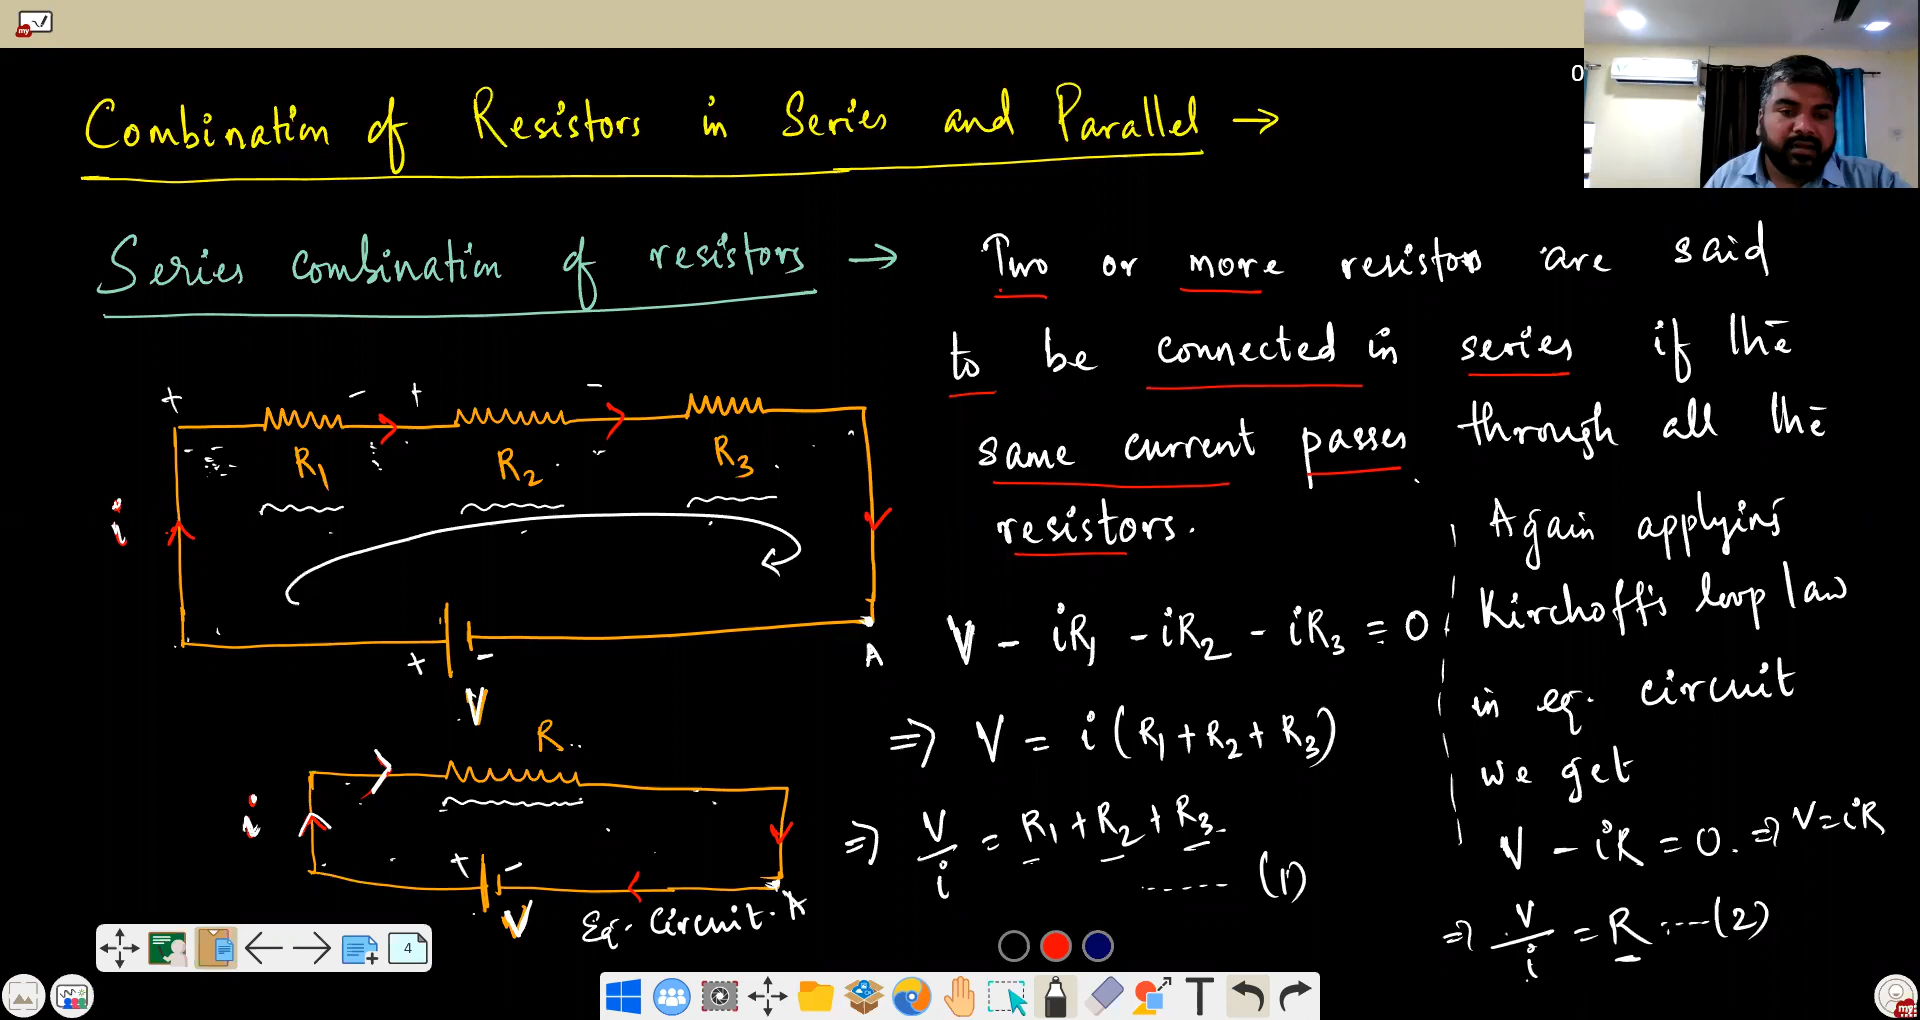 Combination of Resistors in Series and Parallel →
Series combination of resistors →
Two or more resistors are said
to be connected in series if the
same current passes through all the
resistors.
+ - + -
R1 R2 R3
i
+ -
V
A
R
i
+ -
V
A
Eq. Circuit.
V - iR1 - iR2 - iR3 = 0
⇒ V = i (R1 + R2 + R3)
⇒ V/i = R1 + R2 + R3
...... (1)
Again applying
Kirchoff's loop law
in eq. circuit
we get
V - iR = 0. ⇒ V = iR
⇒ V/i = R ....(2)
4
T